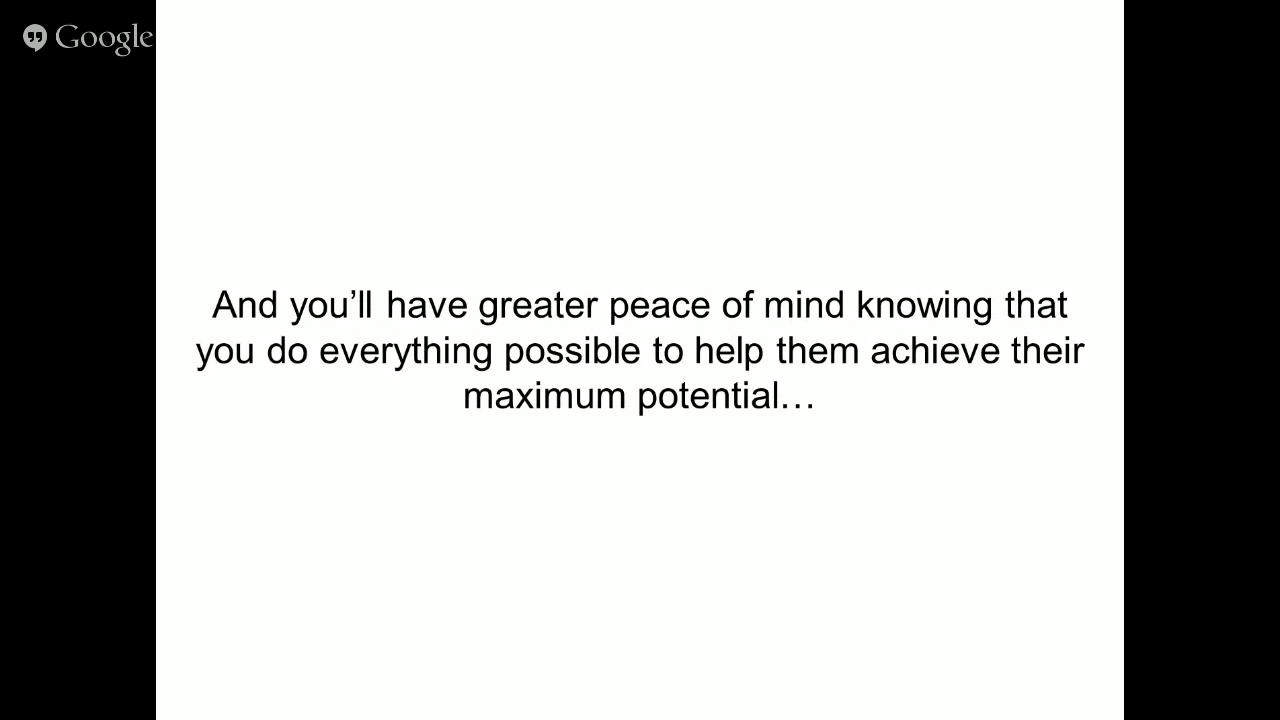 Google
And you’ll have greater peace of mind knowing that
you do everything possible to help them achieve their
maximum potential…